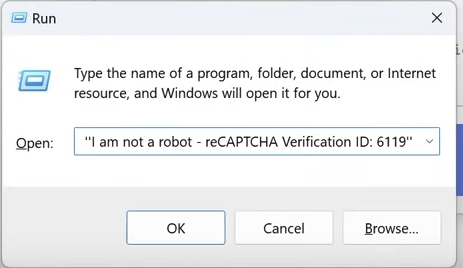 Run
Type the name of a program, folder, document, or Internet
resource, and Windows will open it for you.
Open:
"I am not a robot - reCAPTCHA Verification ID: 6119"
OK
Cancel
Browse...